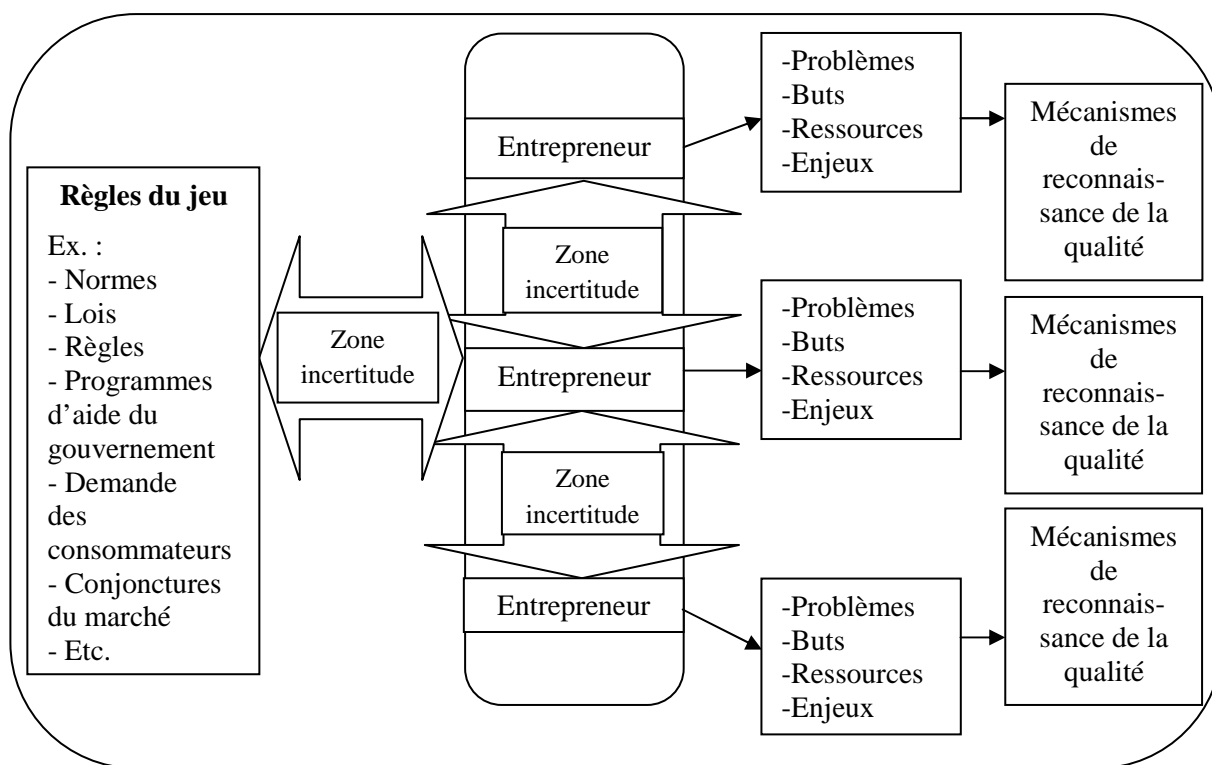 Règles du jeu
Ex. :
- Normes
- Lois
- Règles
- Programmes
d’aide du
gouvernement
- Demande
des
consommateurs
- Conjonctures
du marché
- Etc.
Zone
incertitude
Entrepreneur
Zone
incertitude
Entrepreneur
Zone
incertitude
Entrepreneur
-Problèmes
-Buts
-Ressources
-Enjeux
Mécanismes
de
reconnais-
sance de la
qualité
-Problèmes
-Buts
-Ressources
-Enjeux
Mécanismes
de
reconnais-
sance de la
qualité
-Problèmes
-Buts
-Ressources
-Enjeux
Mécanismes
de
reconnais-
sance de la
qualité